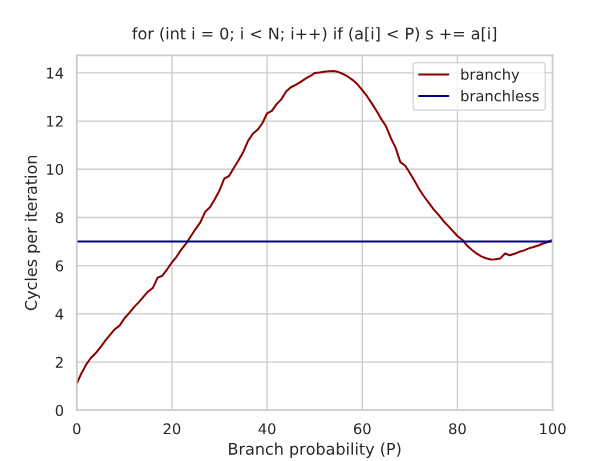 for (int i = 0; i < N; i++) if (a[i] < P) s += a[i]
branchy
branchless
Cycles per iteration
14
12
10
8
6
4
2
0
0 20 40 60 80 100
Branch probability (P)